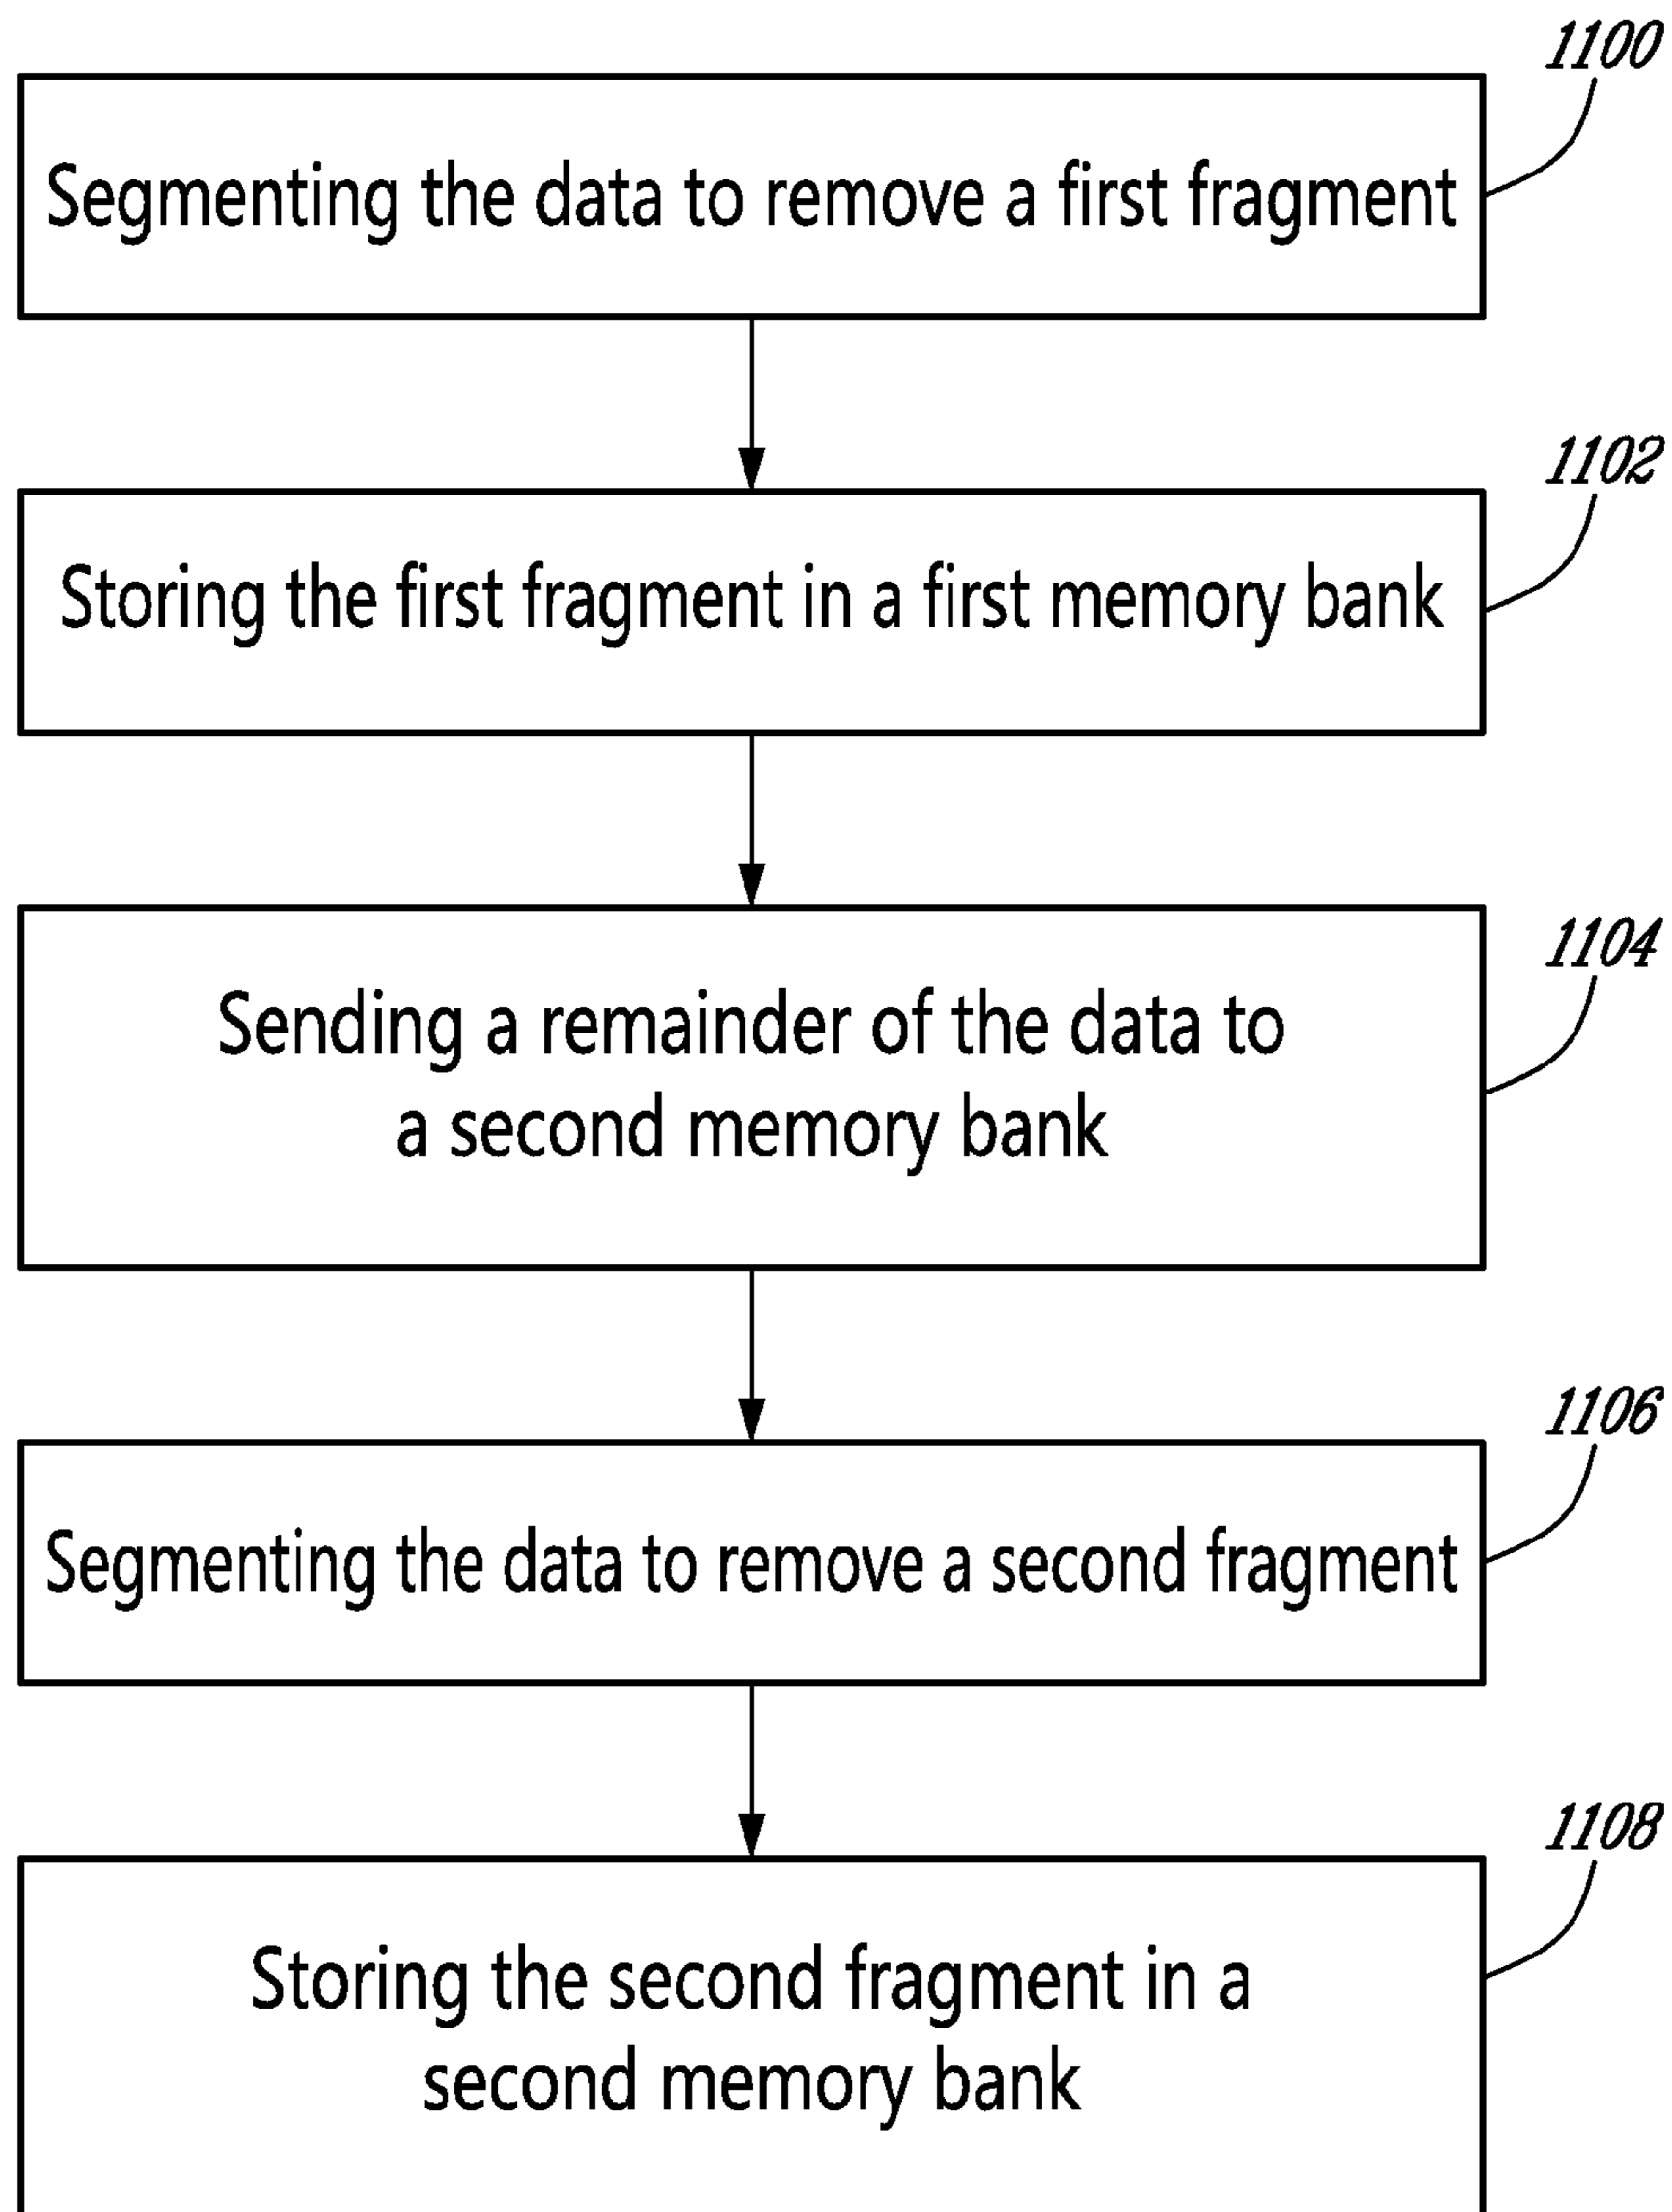 1100
Segmenting the data to remove a first fragment
1102
Storing the first fragment in a first memory bank
1104
Sending a remainder of the data to
a second memory bank
1106
Segmenting the data to remove a second fragment
1108
Storing the second fragment in a
second memory bank